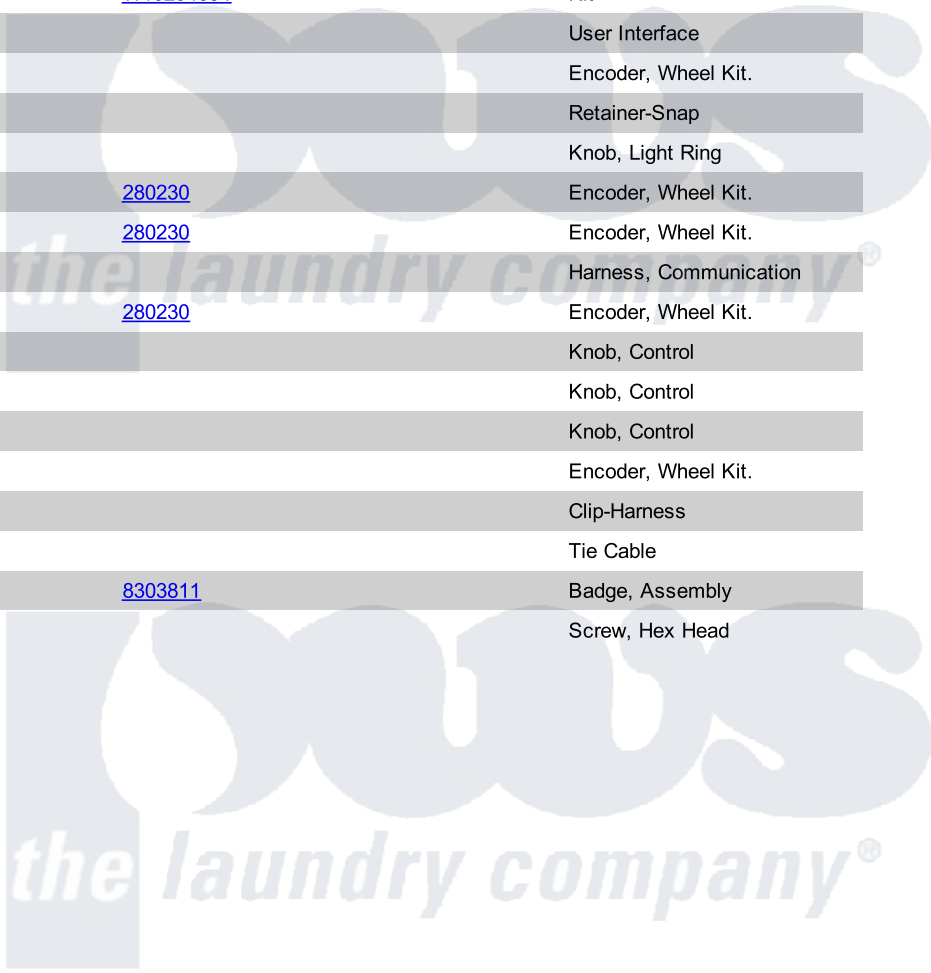 User Interface
Encoder, Wheel Kit.
Retainer-Snap
Knob, Light Ring
280230 Encoder, Wheel Kit.
280230 Encoder, Wheel Kit.
Harness, Communication
280230 Encoder, Wheel Kit.
Knob, Control
Knob, Control
Knob, Control
Encoder, Wheel Kit.
Clip-Harness
Tie Cable
8303811 Badge, Assembly
Screw, Hex Head
pws
the laundry company®
pws
the laundry company®